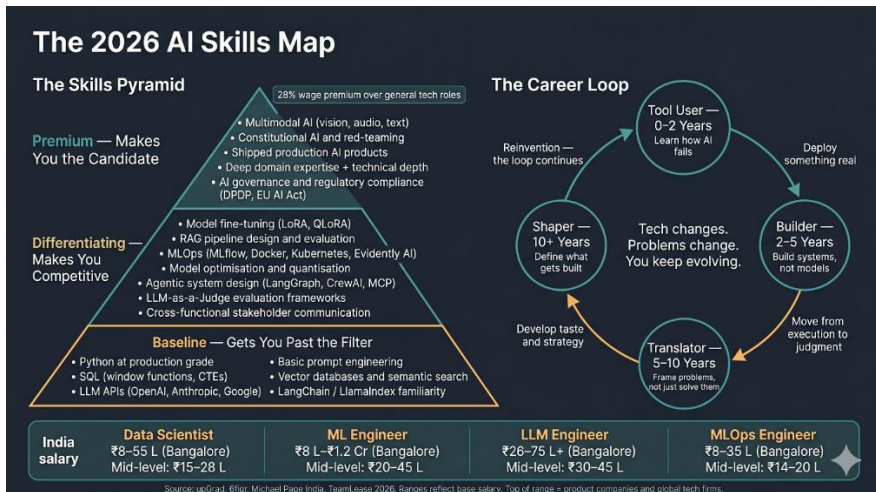 The 2026 AI Skills Map
The Skills Pyramid
28% wage premium over general tech roles
Premium — Makes
You the Candidate
• Multimodal AI (vision, audio, text)
• Constitutional AI and red-teaming
• Shipped production AI products
• Deep domain expertise + technical depth
• AI governance and regulatory compliance
(DPDP, EU AI Act)
Differentiating —
Makes You
Competitive
• Model fine-tuning (LoRA, QLoRA)
• RAG pipeline design and evaluation
• MLOps (MLflow, Docker, Kubernetes, Evidently AI)
• Model optimisation and quantisation
• Agentic system design (LangGraph, CrewAI, MCP)
• LLM-as-a-Judge evaluation frameworks
• Cross-functional stakeholder communication
Baseline — Gets You Past the Filter
• Python at production grade
• SQL (window functions, CTEs)
• LLM APIs (OpenAI, Anthropic, Google)
• Basic prompt engineering
• Vector databases and semantic search
• LangChain / LlamaIndex familiarity
The Career Loop
Tool User —
0–2 Years
Learn how AI
fails
Deploy
something real
Builder —
2–5 Years
Build systems,
not models
Move from
execution to
judgment
Translator —
5–10 Years
Frame problems,
not just solve them
Develop taste
and strategy
Shaper —
10+ Years
Define what
gets built
Reinvention —
the loop continues
Tech changes.
Problems change.
You keep evolving.
India
salary
Data Scientist
₹8–55 L (Bangalore)
Mid-level: ₹15–28 L
ML Engineer
₹8 L–₹1.2 Cr (Bangalore)
Mid-level: ₹20–45 L
LLM Engineer
₹26–75 L+ (Bangalore)
Mid-level: ₹30–45 L
MLOps Engineer
₹8–35 L (Bangalore)
Mid-level: ₹14–20 L
Source: upGrad, 6figr, Michael Page India, TeamLease 2026. Ranges reflect base salary. Top of range = product companies and global tech firms.